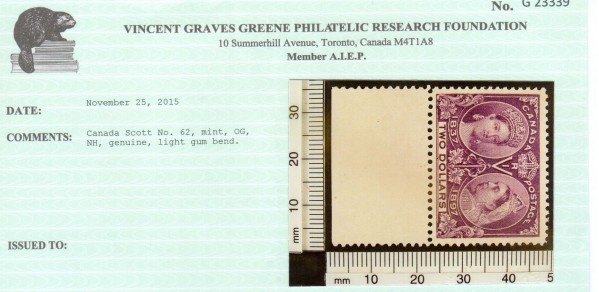 No. G 23339
VINCENT GRAVES GREENE PHILATELIC RESEARCH FOUNDATION
10 Summerhill Avenue, Toronto, Canada M4T1A8
Member A.I.E.P.
DATE:
November 25, 2015
COMMENTS:
Canada Scott No. 62, mint, OG,
NH, genuine, light gum bend.
ISSUED TO:
30
20
10
mm
CANADA POSTAGE
V R I
1837 1897
TWO DOLLARS
mm 10 20 30 40 5